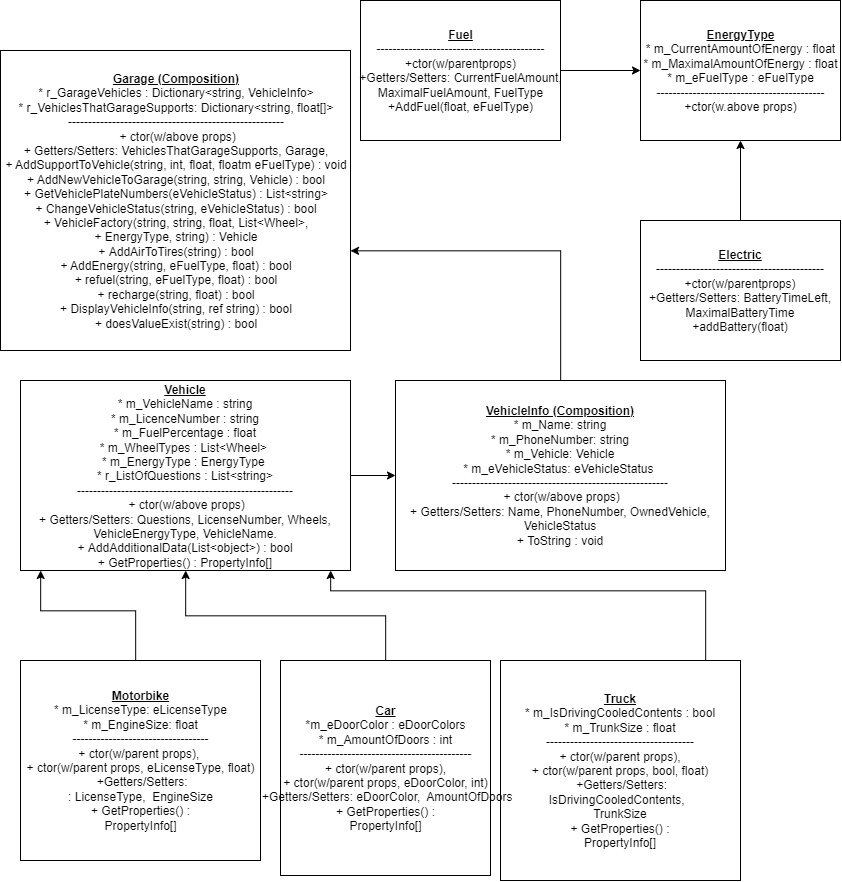 Fuel
------------------------------------------
+ctor(w/parentprops)
+Getters/Setters: CurrentFuelAmount,
MaximalFuelAmount, FuelType
+AddFuel(float, eFuelType)
EnergyType
* m_CurrentAmountOfEnergy : float
* m_MaximalAmountOfEnergy : float
* m_eFuelType : eFuelType
------------------------------------------
+ctor(w.above props)
Garage (Composition)
* r_GarageVehicles : Dictionary<string, VehicleInfo>
* r_VehiclesThatGarageSupports: Dictionary<string, float[]>
------------------------------------------------------
+ ctor(w/above props)
+ Getters/Setters: VehiclesThatGarageSupports, Garage,
+ AddSupportToVehicle(string, int, float, floatm eFuelType) : void
+ AddNewVehicleToGarage(string, string, Vehicle) : bool
+ GetVehiclePlateNumbers(eVehicleStatus) : List<string>
+ ChangeVehicleStatus(string, eVehicleStatus) : bool
+ VehicleFactory(string, string, float, List<Wheel>,
+ EnergyType, string) : Vehicle
+ AddAirToTires(string) : bool
+ AddEnergy(string, eFuelType, float) : bool
+ refuel(string, eFuelType, float) : bool
+ recharge(string, float) : bool
+ DisplayVehicleInfo(string, ref string) : bool
+ doesValueExist(string) : bool
Electric
------------------------------------------
+ctor(w/parentprops)
+Getters/Setters: BatteryTimeLeft,
MaximalBatteryTime
+addBattery(float)
Vehicle
* m_VehicleName : string
* m_LicenceNumber : string
* m_FuelPercentage : float
* m_WheelTypes : List<Wheel>
* m_EnergyType : EnergyType
* r_ListOfQuestions : List<string>
------------------------------------------------------
+ ctor(w/above props)
+ Getters/Setters: Questions, LicenseNumber, Wheels,
VehicleEnergyType, VehicleName.
+ AddAdditionalData(List<object>) : bool
+ GetProperties() : PropertyInfo[]
VehicleInfo (Composition)
* m_Name: string
* m_PhoneNumber: string
* m_Vehicle: Vehicle
* m_eVehicleStatus: eVehicleStatus
------------------------------------------------------
+ ctor(w/above props)
+ Getters/Setters: Name, PhoneNumber, OwnedVehicle,
VehicleStatus
+ ToString : void
Motorbike
* m_LicenseType: eLicenseType
* m_EngineSize: float
----------------------------------
+ ctor(w/parent props),
+ ctor(w/parent props, eLicenseType, float)
+Getters/Setters:
: LicenseType, EngineSize
+ GetProperties() :
PropertyInfo[]
Car
*m_eDoorColor : eDoorColors
* m_AmountOfDoors : int
-------------------------------------------
+ ctor(w/parent props),
+ ctor(w/parent props, eDoorColor, int)
+Getters/Setters: eDoorColor, AmountOfDoors
+ GetProperties() :
PropertyInfo[]
Truck
* m_IsDrivingCooledContents : bool
* m_TrunkSize : float
-------------------------------------
+ ctor(w/parent props),
+ ctor(w/parent props, bool, float)
+Getters/Setters:
IsDrivingCooledContents,
TrunkSize
+ GetProperties() :
PropertyInfo[]